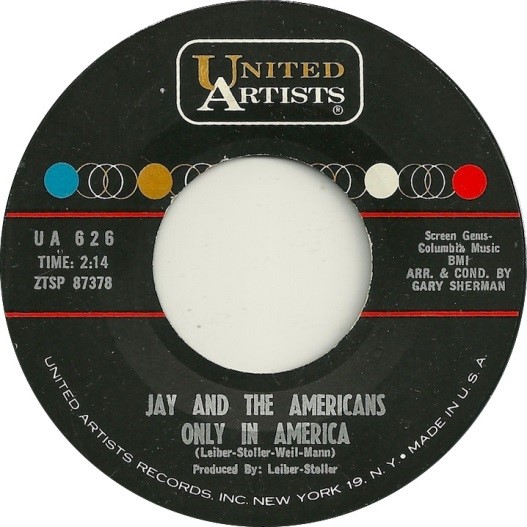 UNITED
ARTISTS
®
UA 626
TIME: 2:14
ZTSP 87378
Screen Gems-
Columbia Music
BMI
ARR. & COND. BY
GARY SHERMAN
JAY AND THE AMERICANS
ONLY IN AMERICA
(Leiber-Stoller-Weil-Mann)
Produced By: Leiber-Stoller
UNITED ARTISTS RECORDS, INC. NEW YORK 19, N.Y. • MADE IN U.S.A.